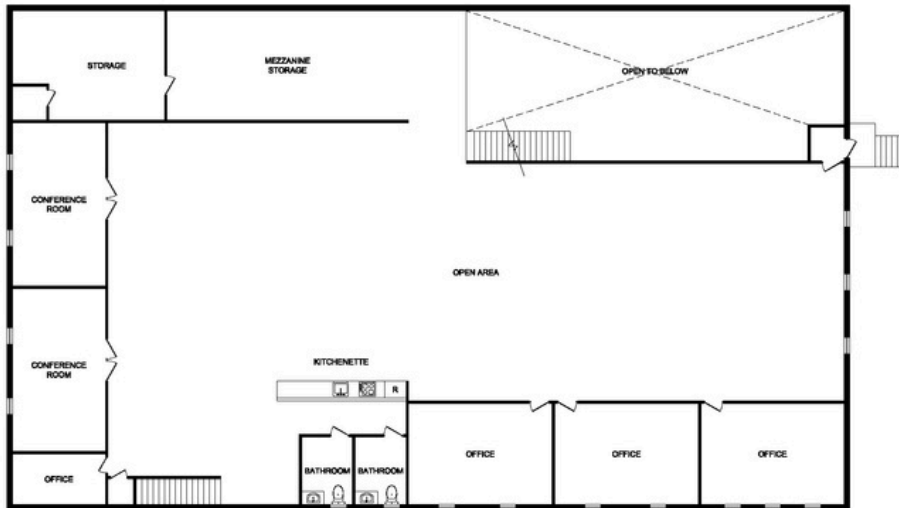 STORAGE
MEZZANINE
STORAGE
OPEN TO BELOW
CONFERENCE
ROOM
OPEN AREA
CONFERENCE
ROOM
KITCHENETTE
R
OFFICE
BATHROOM
BATHROOM
OFFICE
OFFICE
OFFICE